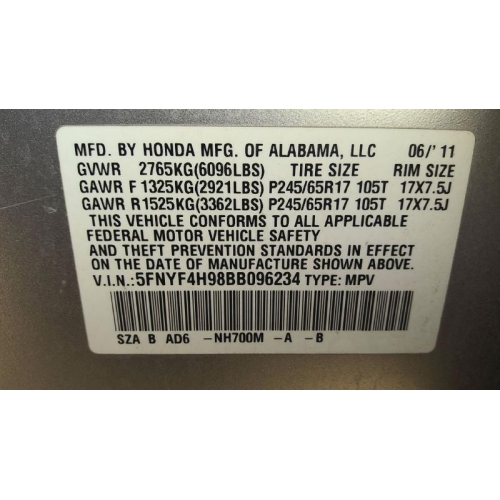 MFD. BY HONDA MFG. OF ALABAMA, LLC 06/'11
GVWR 2765KG(6096LBS) TIRE SIZE RIM SIZE
GAWR F 1325KG(2921LBS) P245/65R17 105T 17X7.5J
GAWR R 1525KG(3362LBS) P245/65R17 105T 17X7.5J
THIS VEHICLE CONFORMS TO ALL APPLICABLE
FEDERAL MOTOR VEHICLE SAFETY
AND THEFT PREVENTION STANDARDS IN EFFECT
ON THE DATE OF MANUFACTURE SHOWN ABOVE.
V.I.N.: 5FNYF4H98BB096234 TYPE: MPV
SZA B AD6 -NH700M -A -B